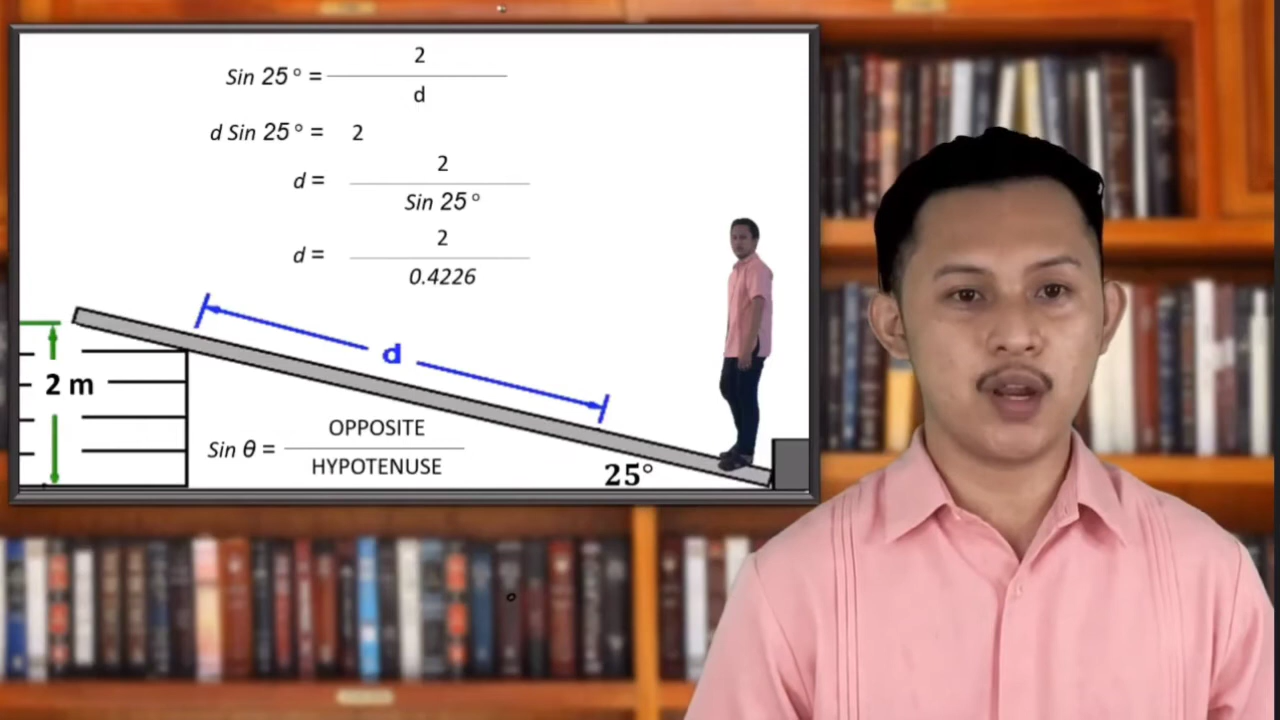 Sin 25° = 2
d
d Sin 25° = 2
d = 2
Sin 25°
d = 2
0.4226
d
2 m
Sin θ = OPPOSITE
HYPOTENUSE
25°